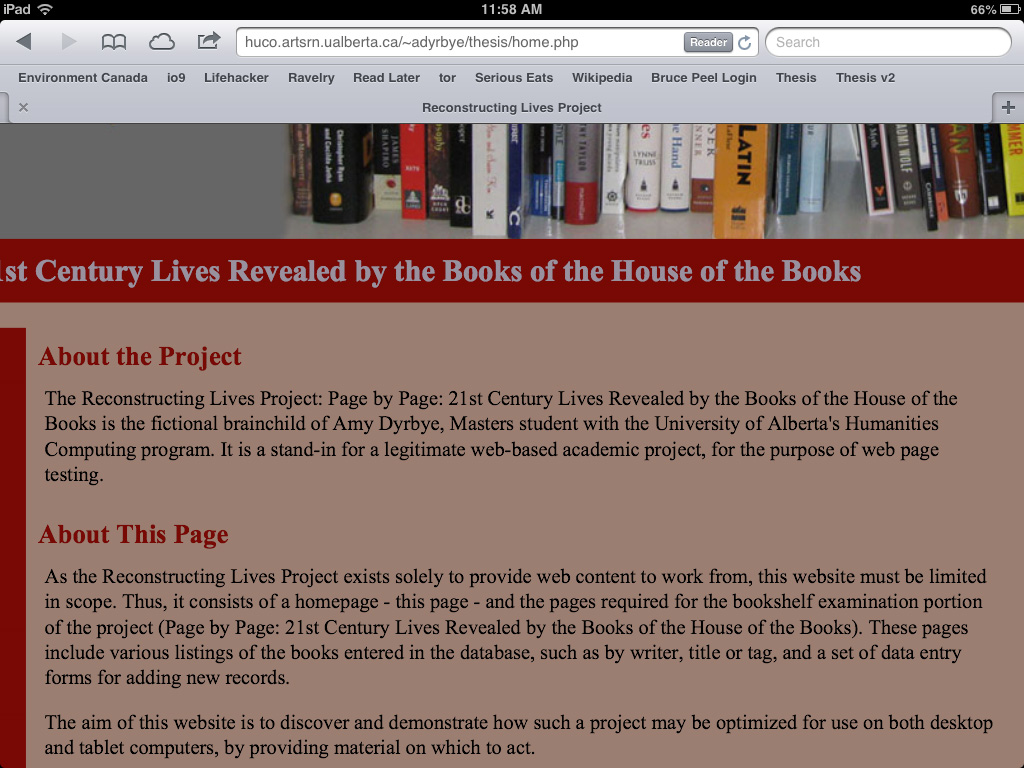 iPad
11:58 AM
66%
huco.artsrn.ualberta.ca/~adyrbye/thesis/home.php
Reader
Search
Environment Canada io9 Lifehacker Ravelry Read Later tor Serious Eats Wikipedia Bruce Peel Login Thesis Thesis v2
Reconstructing Lives Project
Christopher Ryan
and Cacilda Jethá
JAMES
SHAPIRO
LYNNE
TRUSS
LATIN
NAOMI WOLF
1st Century Lives Revealed by the Books of the House of the Books
About the Project
The Reconstructing Lives Project: Page by Page: 21st Century Lives Revealed by the Books of the House of the
Books is the fictional brainchild of Amy Dyrbye, Masters student with the University of Alberta's Humanities
Computing program. It is a stand-in for a legitimate web-based academic project, for the purpose of web page
testing.
About This Page
As the Reconstructing Lives Project exists solely to provide web content to work from, this website must be limited
in scope. Thus, it consists of a homepage - this page - and the pages required for the bookshelf examination portion
of the project (Page by Page: 21st Century Lives Revealed by the Books of the House of the Books). These pages
include various listings of the books entered in the database, such as by writer, title or tag, and a set of data entry
forms for adding new records.
The aim of this website is to discover and demonstrate how such a project may be optimized for use on both desktop
and tablet computers, by providing material on which to act.